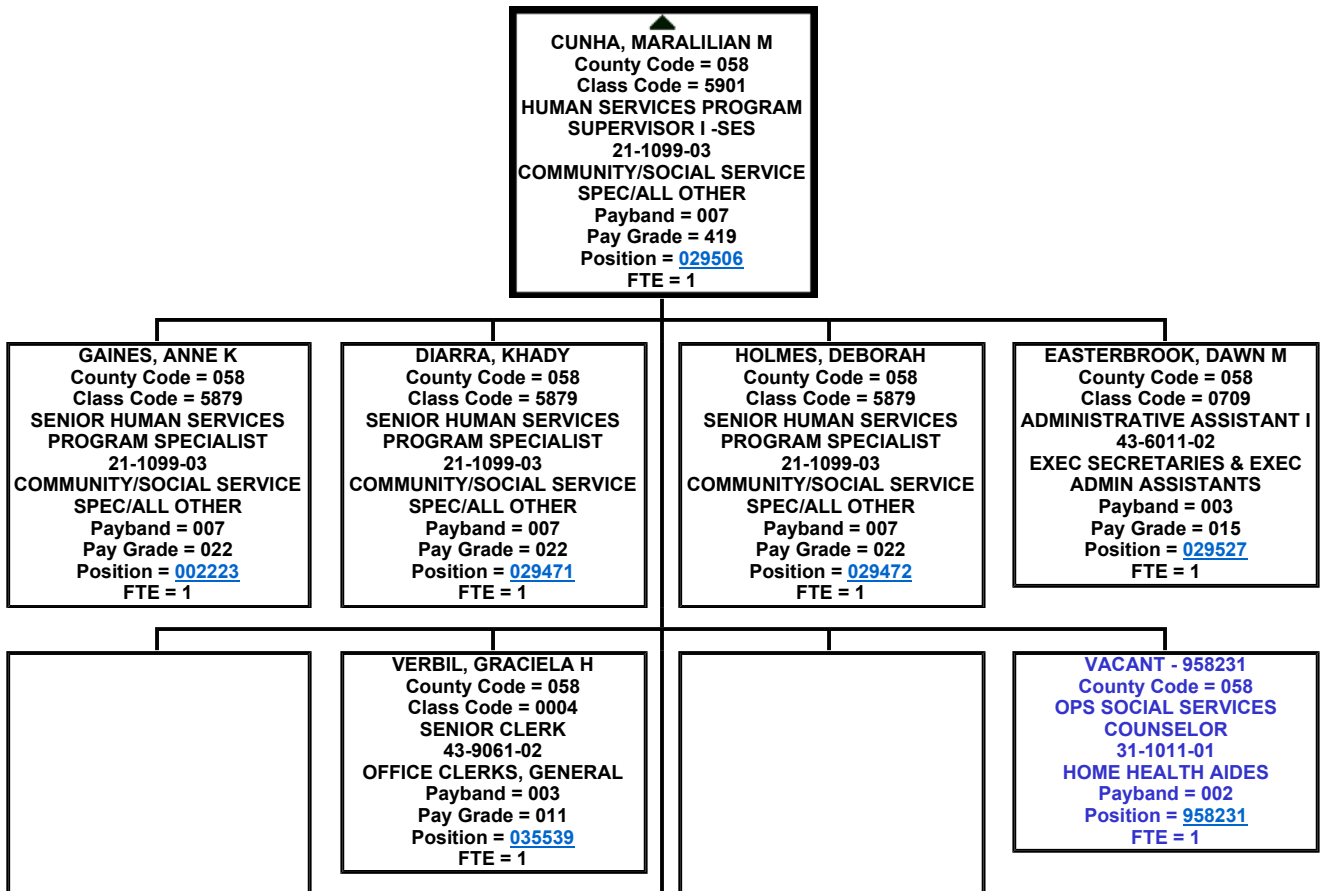 CUNHA, MARALILIAN M
County Code = 058
Class Code = 5901
HUMAN SERVICES PROGRAM
SUPERVISOR I -SES
21-1099-03
COMMUNITY/SOCIAL SERVICE
SPEC/ALL OTHER
Payband = 007
Pay Grade = 419
Position = 029506
FTE = 1
GAINES, ANNE K
County Code = 058
Class Code = 5879
SENIOR HUMAN SERVICES
PROGRAM SPECIALIST
21-1099-03
COMMUNITY/SOCIAL SERVICE
SPEC/ALL OTHER
Payband = 007
Pay Grade = 022
Position = 002223
FTE = 1
DIARRA, KHADY
County Code = 058
Class Code = 5879
SENIOR HUMAN SERVICES
PROGRAM SPECIALIST
21-1099-03
COMMUNITY/SOCIAL SERVICE
SPEC/ALL OTHER
Payband = 007
Pay Grade = 022
Position = 029471
FTE = 1
HOLMES, DEBORAH
County Code = 058
Class Code = 5879
SENIOR HUMAN SERVICES
PROGRAM SPECIALIST
21-1099-03
COMMUNITY/SOCIAL SERVICE
SPEC/ALL OTHER
Payband = 007
Pay Grade = 022
Position = 029472
FTE = 1
EASTERBROOK, DAWN M
County Code = 058
Class Code = 0709
ADMINISTRATIVE ASSISTANT I
43-6011-02
EXEC SECRETARIES & EXEC
ADMIN ASSISTANTS
Payband = 003
Pay Grade = 015
Position = 029527
FTE = 1
VERBIL, GRACIELA H
County Code = 058
Class Code = 0004
SENIOR CLERK
43-9061-02
OFFICE CLERKS, GENERAL
Payband = 003
Pay Grade = 011
Position = 035539
FTE = 1
VACANT - 958231
County Code = 058
OPS SOCIAL SERVICES
COUNSELOR
31-1011-01
HOME HEALTH AIDES
Payband = 002
Position = 958231
FTE = 1